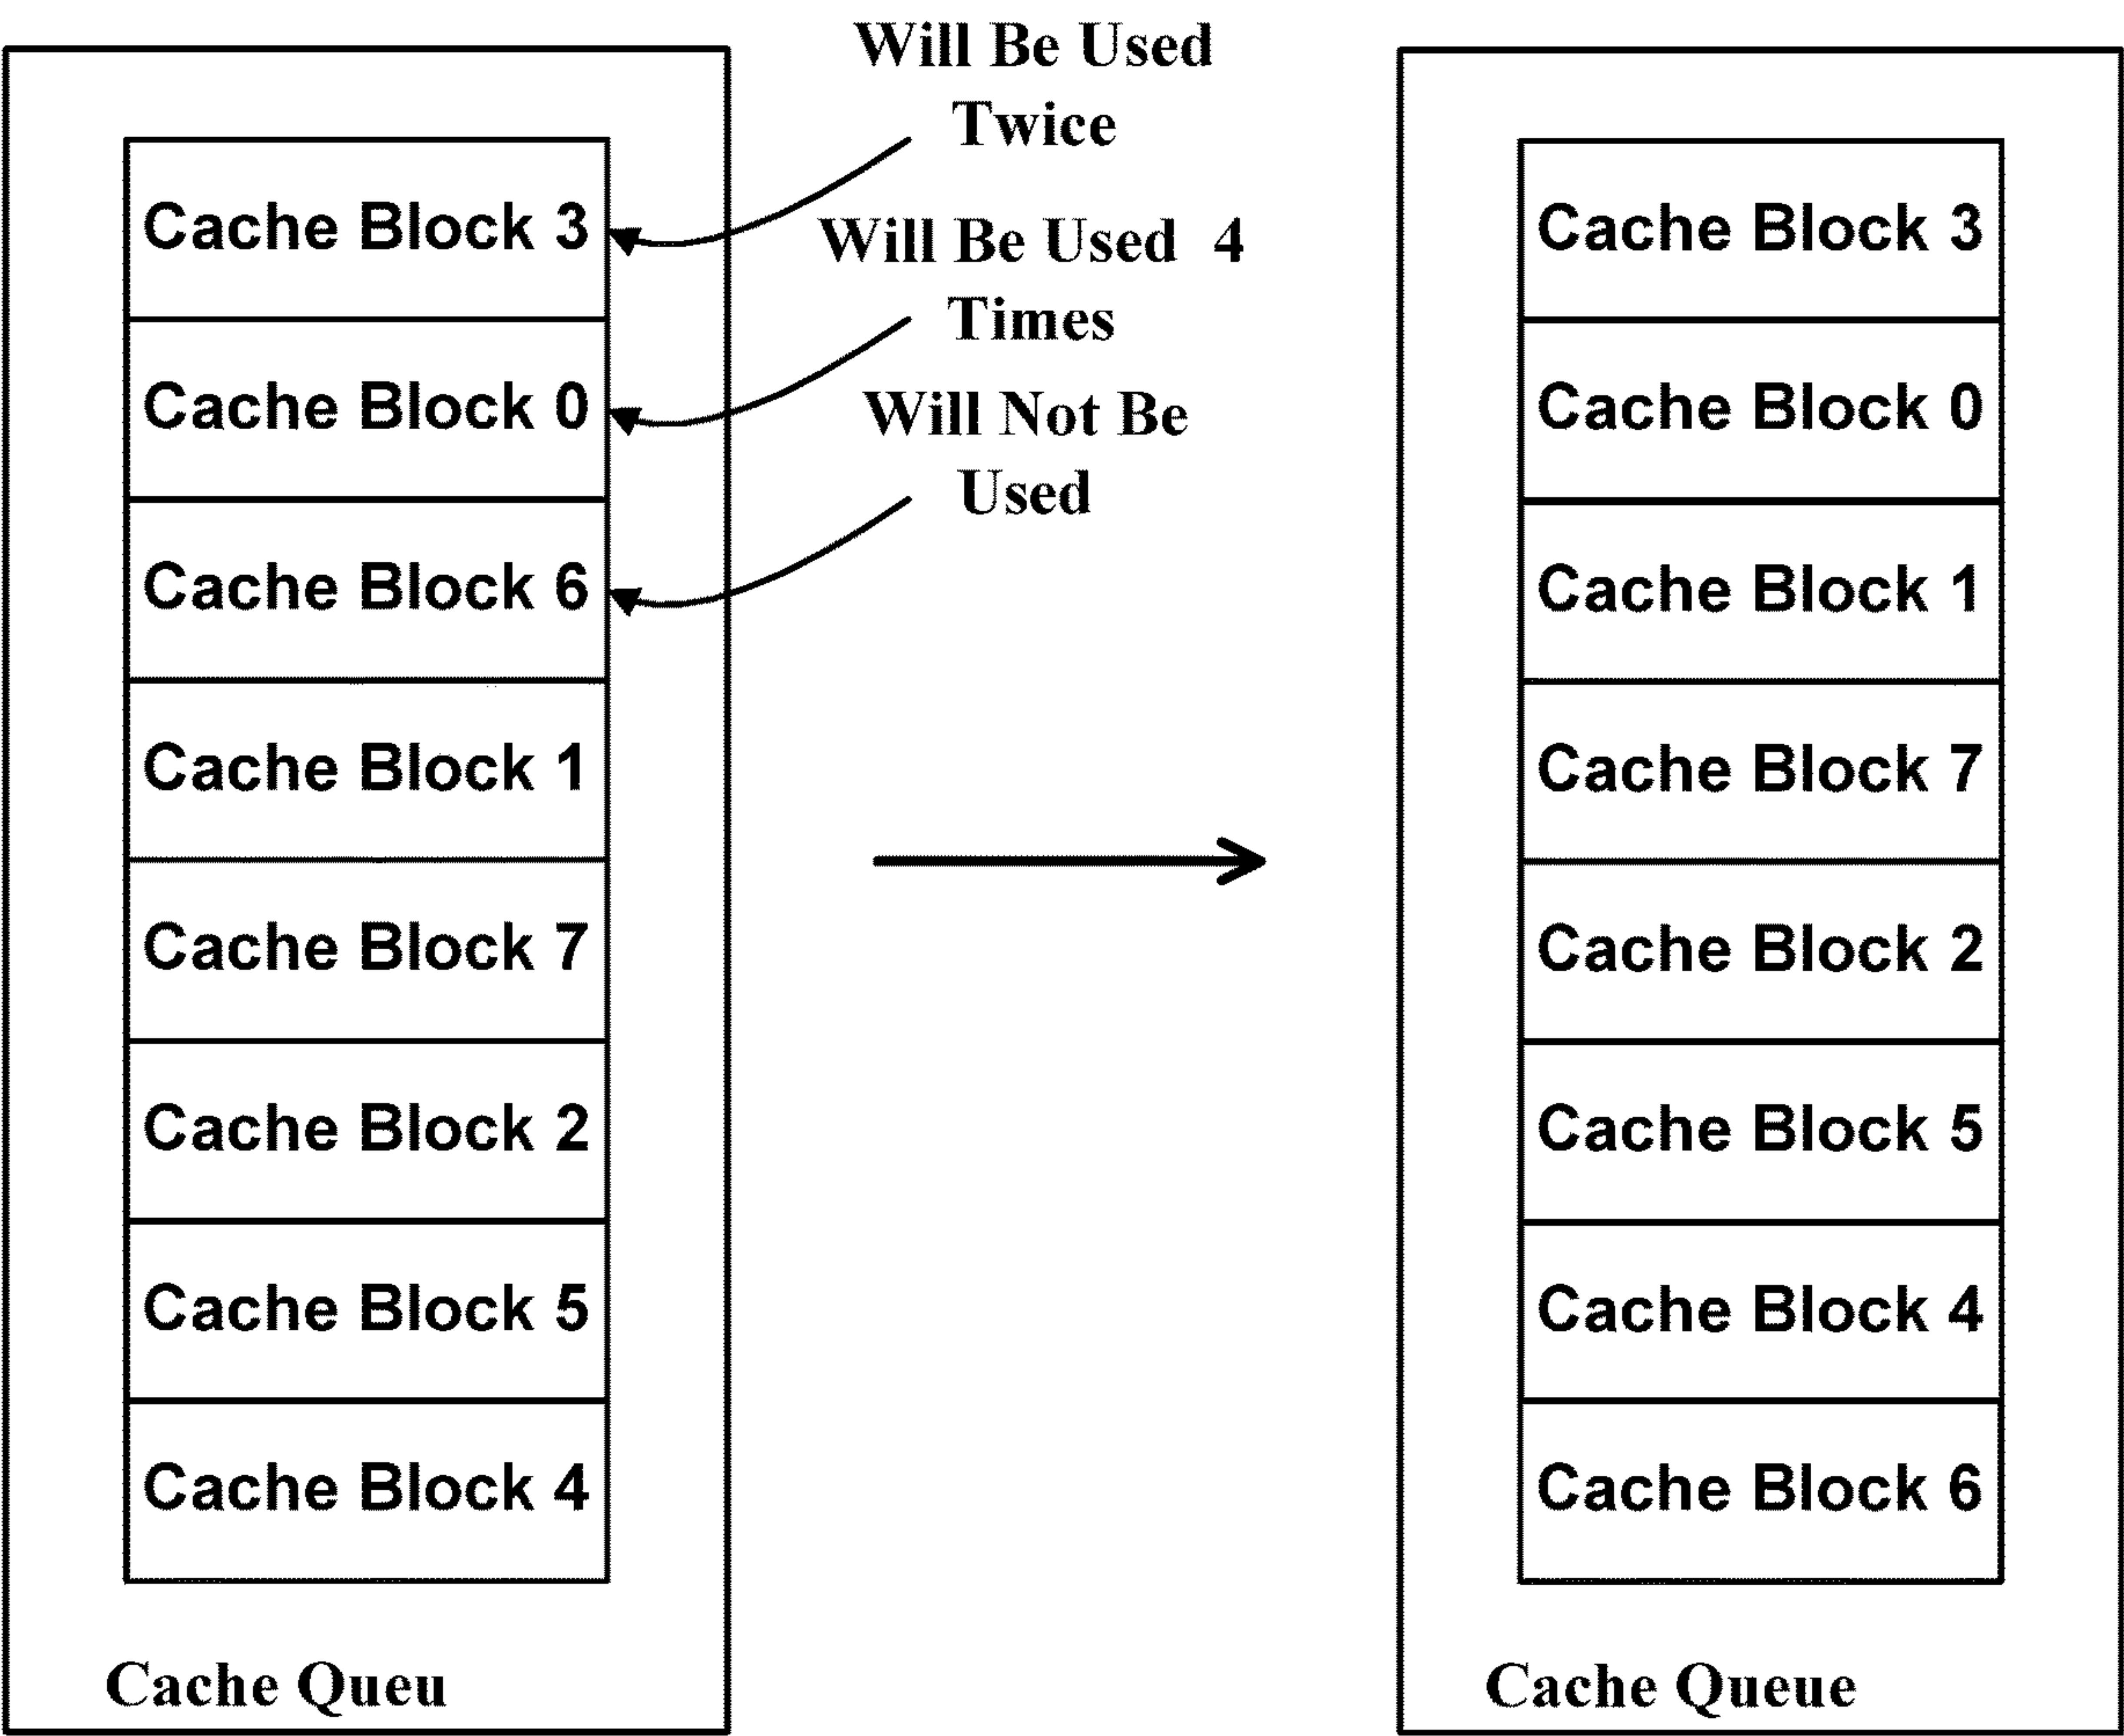 Will Be Used
Twice
Will Be Used 4
Times
Will Not Be
Used
Cache Block 3
Cache Block 0
Cache Block 6
Cache Block 1
Cache Block 7
Cache Block 2
Cache Block 5
Cache Block 4
Cache Queu
Cache Block 3
Cache Block 0
Cache Block 1
Cache Block 7
Cache Block 2
Cache Block 5
Cache Block 4
Cache Block 6
Cache Queue